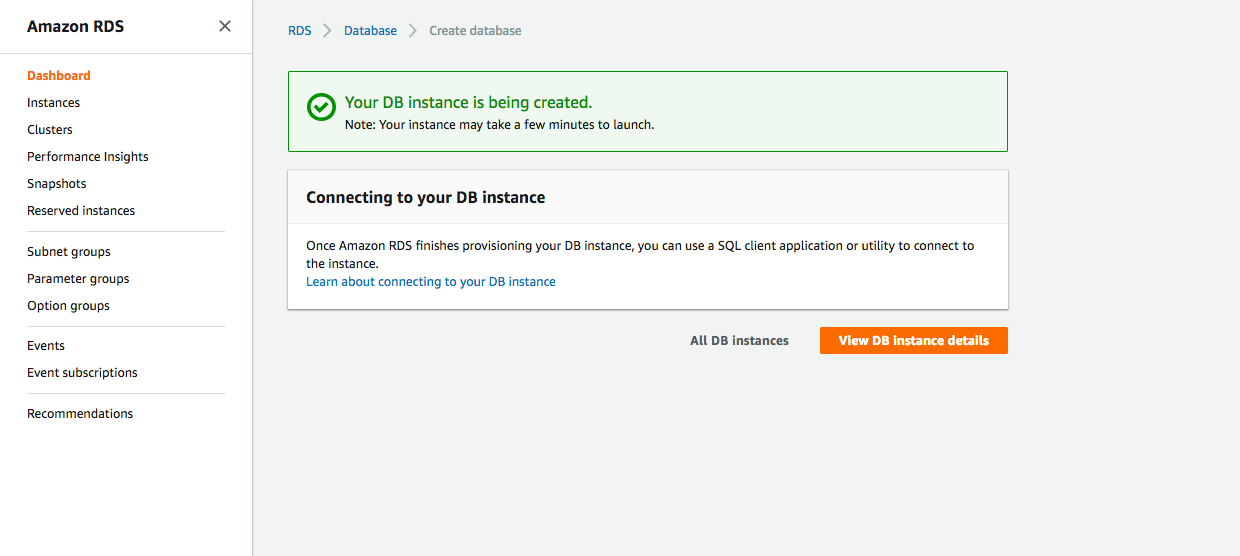 Amazon RDS
Dashboard
Instances
Clusters
Performance Insights
Snapshots
Reserved instances
Subnet groups
Parameter groups
Option groups
Events
Event subscriptions
Recommendations
RDS
Database
Create database
Your DB instance is being created.
Note: Your instance may take a few minutes to launch.
Connecting to your DB instance
Once Amazon RDS finishes provisioning your DB instance, you can use a SQL client application or utility to connect to
the instance.
Learn about connecting to your DB instance
All DB instances
View DB instance details